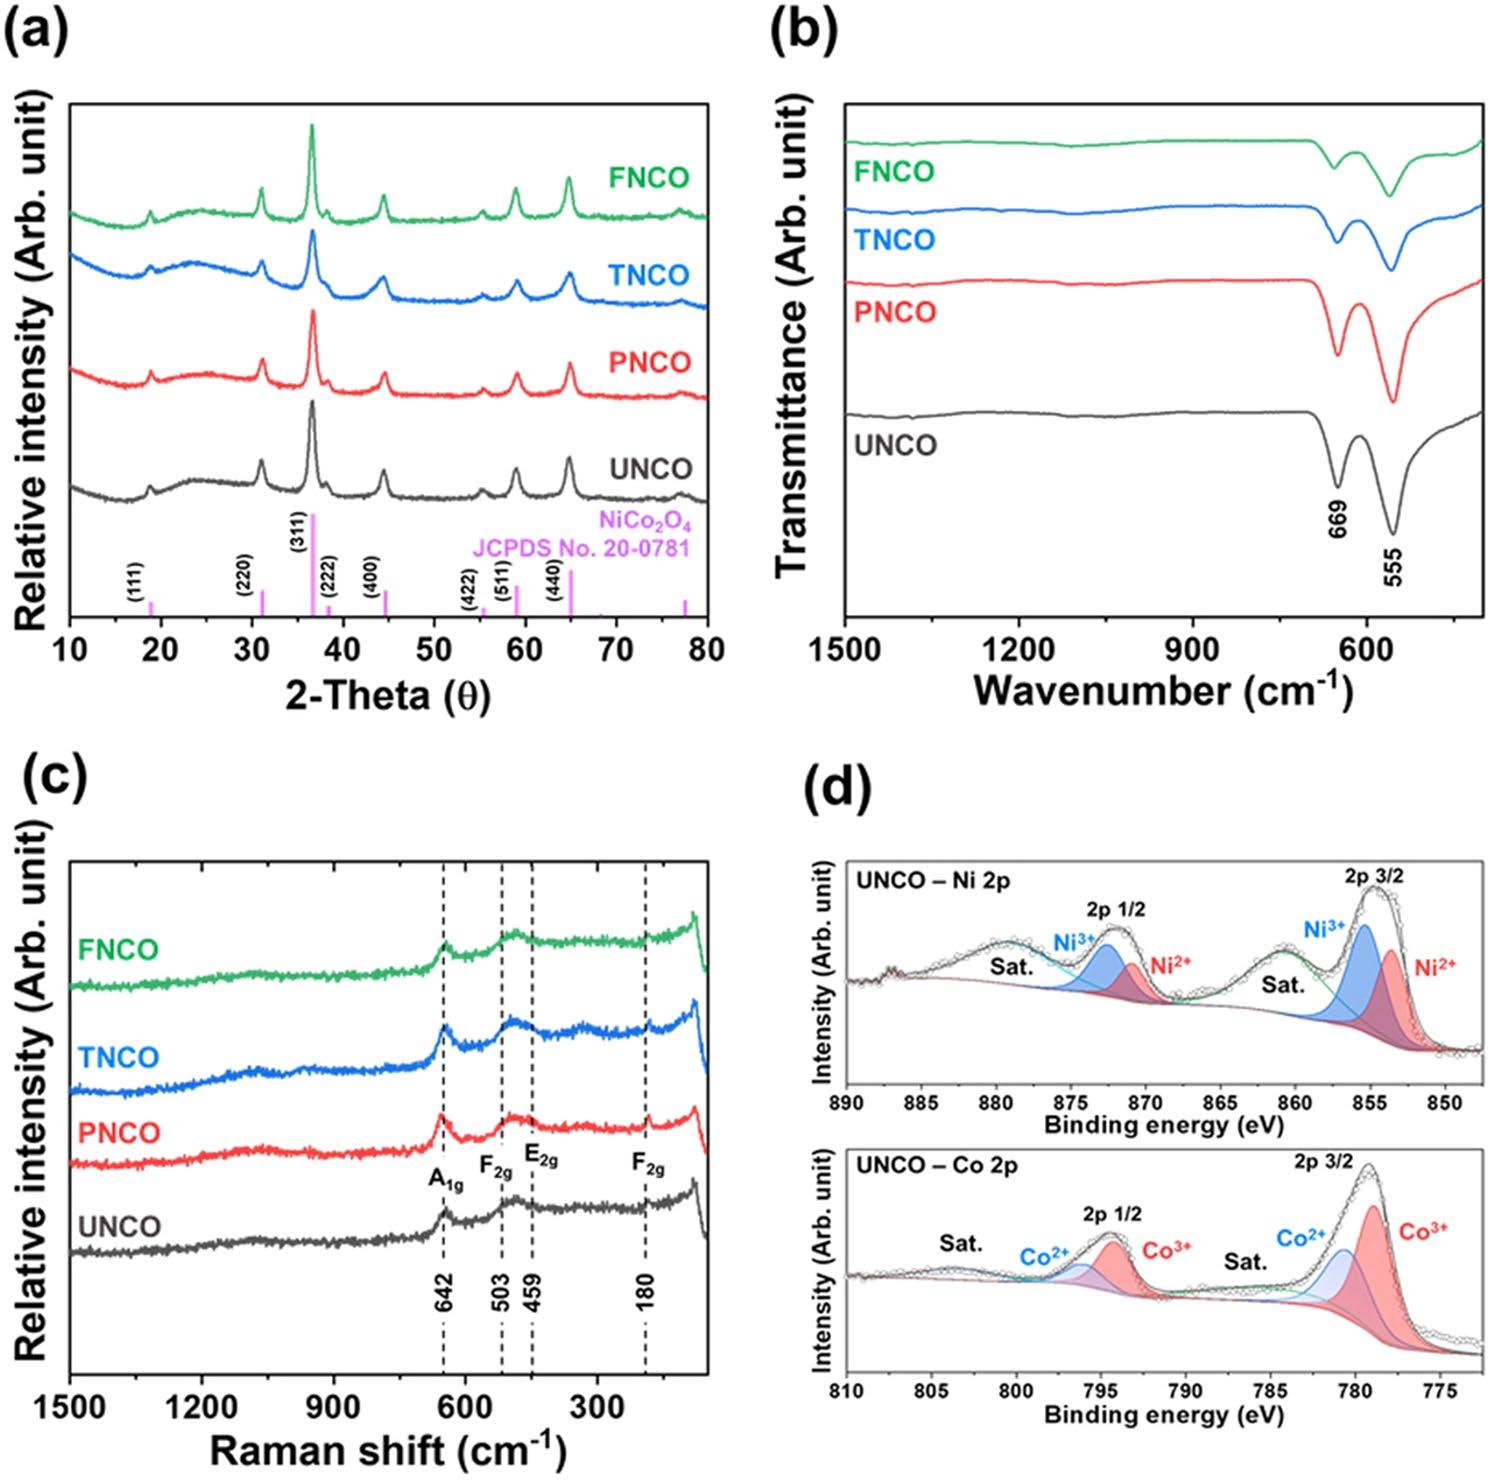 (a)
Relative intensity (Arb. unit)
FNCO
TNCO
PNCO
UNCO
NiCo₂O₄
JCPDS No. 20-0781
(111)
(220)
(311)
(222)
(400)
(422)
(511)
(440)
10 20 30 40 50 60 70 80
2-Theta (θ)
(b)
Transmittance (Arb. unit)
FNCO
TNCO
PNCO
UNCO
669
555
1500 1200 900 600
Wavenumber (cm⁻¹)
(c)
Relative intensity (Arb. unit)
FNCO
TNCO
PNCO
UNCO
A₁g
F₂g
E₂g
F₂g
642
503
459
180
1500 1200 900 600 300
Raman shift (cm⁻¹)
(d)
Intensity (Arb. unit)
UNCO – Ni 2p
2p 3/2
2p 1/2
Ni³⁺
Ni²⁺
Sat.
Ni³⁺
Ni²⁺
Sat.
890 885 880 875 870 865 860 855 850
Binding energy (eV)
Intensity (Arb. unit)
UNCO – Co 2p
2p 3/2
2p 1/2
Sat.
Co²⁺
Co³⁺
Sat.
Co²⁺
Co³⁺
810 805 800 795 790 785 780 775
Binding energy (eV)